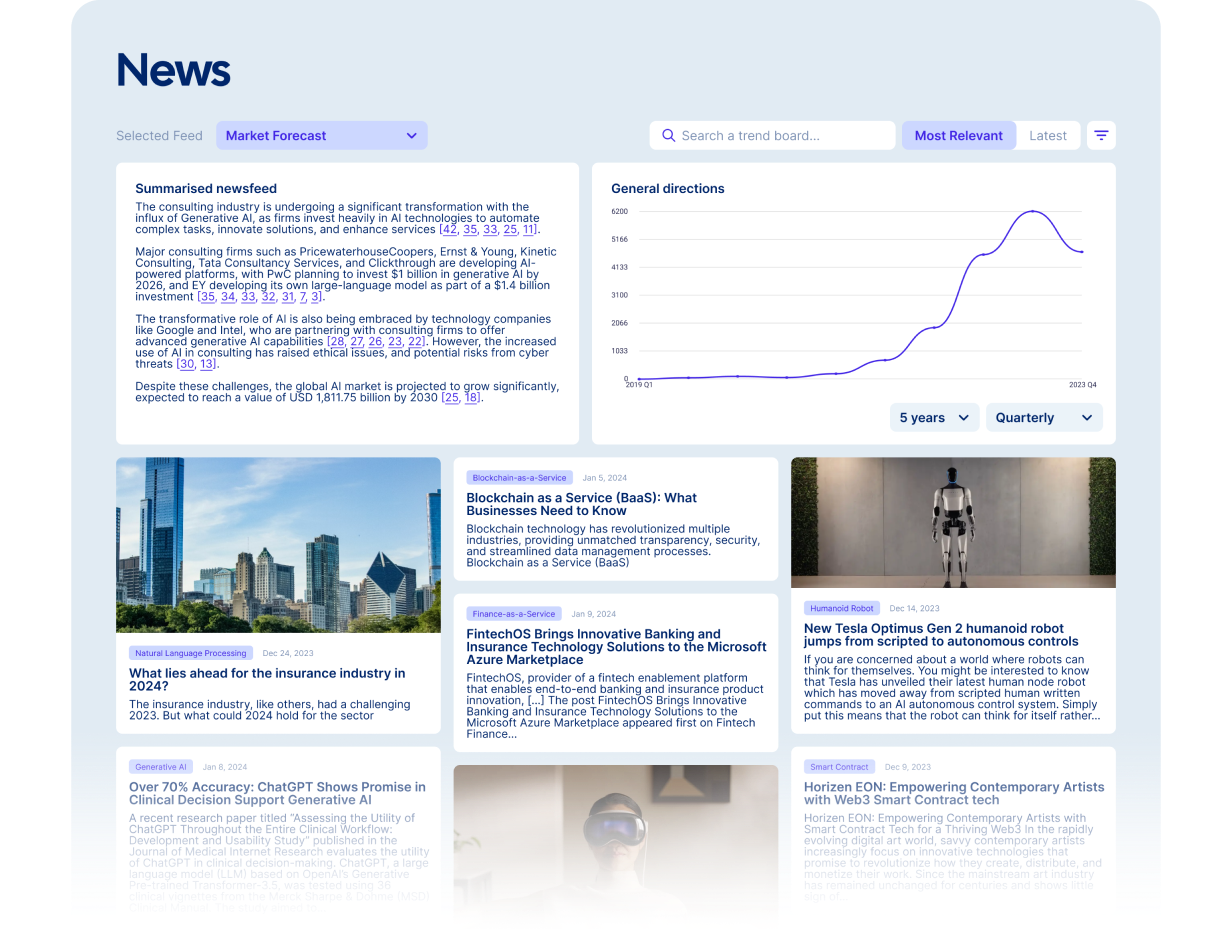 News
Selected Feed
Market Forecast
Search a trend board...
Most Relevant
Latest
Summarised newsfeed
The consulting industry is undergoing a significant transformation with the
influx of Generative AI, as firms invest heavily in AI technologies to automate
complex tasks, innovate solutions, and enhance services [42, 35, 33, 25, 11].
Major consulting firms such as PricewaterhouseCoopers, Ernst & Young, Kinetic
Consulting, Tata Consultancy Services, and Clickthrough are developing AI-
powered platforms, with PwC planning to invest $1 billion in generative AI by
2026, and EY developing its own large-language model as part of a $1.4 billion
investment [35, 34, 33, 32, 31, 7, 3].
The transformative role of AI is also being embraced by technology companies
like Google and Intel, who are partnering with consulting firms to offer
advanced generative AI capabilities [28, 27, 26, 23, 22]. However, the increased
use of AI in consulting has raised ethical issues, and potential risks from cyber
threats [30, 13].
Despite these challenges, the global AI market is projected to grow significantly,
expected to reach a value of USD 1,811.75 billion by 2030 [25, 18].
General directions
6200
5166
4133
3100
2066
1033
0
2019 Q1
2023 Q4
5 years
Quarterly
Natural Language Processing
Dec 24, 2023
What lies ahead for the insurance industry in
2024?
The insurance industry, like others, had a challenging
2023. But what could 2024 hold for the sector
Generative AI
Jan 8, 2024
Over 70% Accuracy: ChatGPT Shows Promise in
Clinical Decision Support Generative AI
A recent research paper titled "Assessing the Utility of
ChatGPT Throughout the Entire Clinical Workflow:
Development and Usability Study" published in the
Journal of Medical Internet Research evaluates the utility
of ChatGPT in clinical decision-making. ChatGPT, a large
language model (LLM) based on OpenAI's Generative
Pre-trained Transformer-3.5, was tested using 36
clinical vignettes from the Merck Sharpe & Dohme (MSD)
Clinical Manual. The study aimed to
Blockchain-as-a-Service
Jan 5, 2024
Blockchain as a Service (BaaS): What
Businesses Need to Know
Blockchain technology has revolutionized multiple
industries, providing unmatched transparency, security,
and streamlined data management processes.
Blockchain as a Service (BaaS)
Finance-as-a-Service
Jan 9, 2024
FintechOS Brings Innovative Banking and
Insurance Technology Solutions to the Microsoft
Azure Marketplace
FintechOS, provider of a fintech enablement platform
that enables end-to-end banking and insurance product
innovation, [...] The post FintechOS Brings Innovative
Banking and Insurance Technology Solutions to the
Microsoft Azure Marketplace appeared first on Fintech
Finance...
Humanoid Robot
Dec 14, 2023
New Tesla Optimus Gen 2 humanoid robot
jumps from scripted to autonomous controls
If you are concerned about a world where robots can
think for themselves. You might be interested to know
that Tesla has unveiled their latest human node robot
which has moved away from scripted human written
commands to an AI autonomous control system. Simply
put this means that the robot can think for itself rather...
Smart Contract
Dec 9, 2023
Horizen EON: Empowering Contemporary Artists
with Web3 Smart Contract tech
Horizen EON: Empowering Contemporary Artists with
Smart Contract Tech for a Thriving Web3 In the rapidly
evolving digital art world, savvy contemporary artists
increasingly focus on innovative technologies that
promise to revolutionize how they create, distribute, and
monetize their work. Since the mainstream art industry
has remained unchanged for centuries and shows little
sign of...